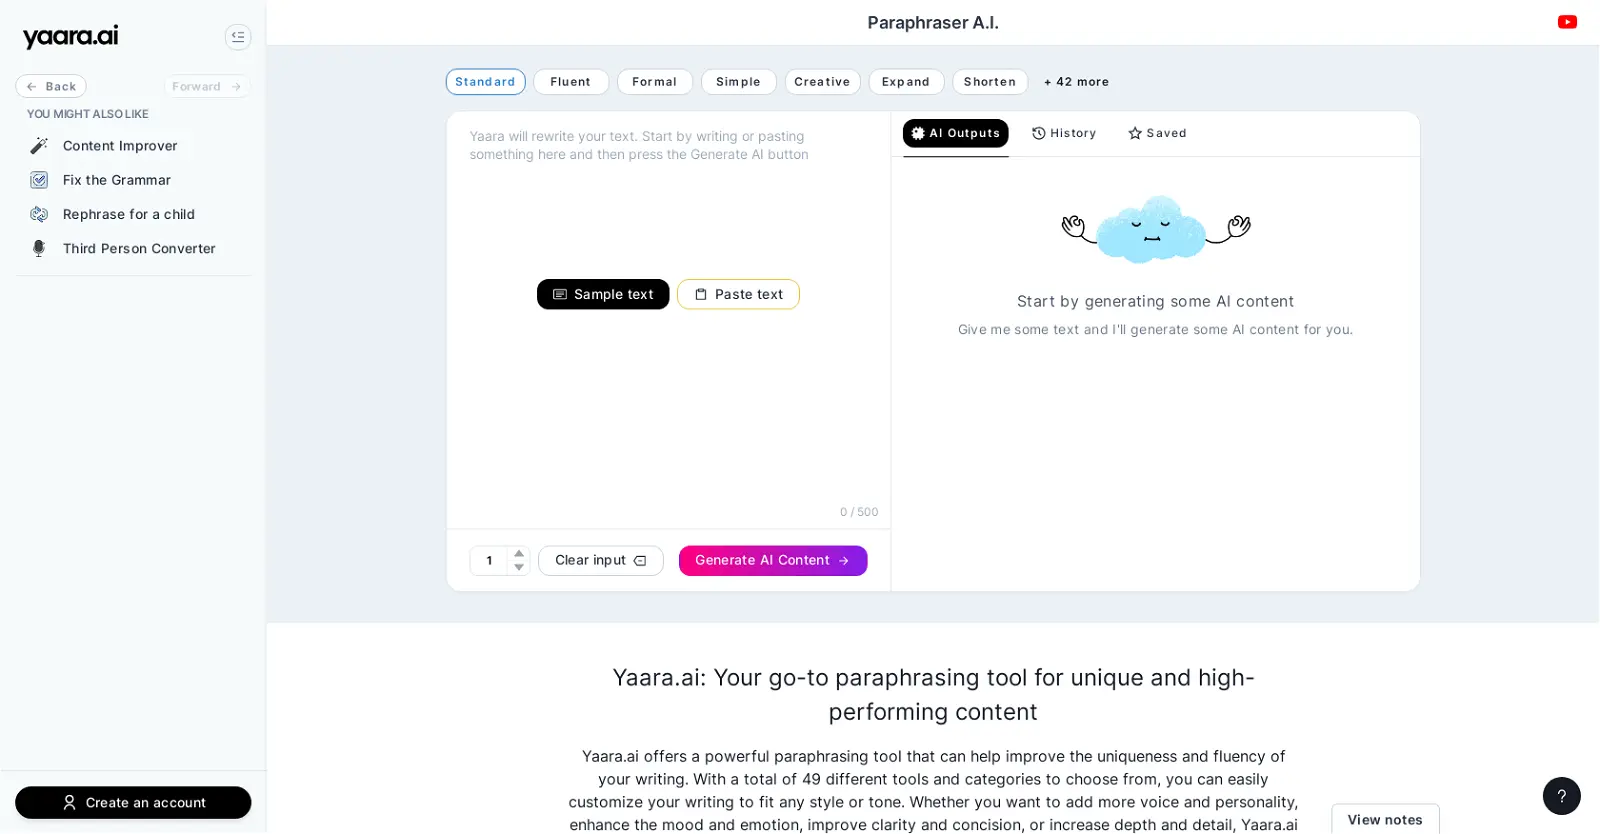 yaara.ai
Back
Forward
YOU MIGHT ALSO LIKE
Content Improver
Fix the Grammar
Rephrase for a child
Third Person Converter
Create an account
Paraphraser A.I.
Standard
Fluent
Formal
Simple
Creative
Expand
Shorten
+ 42 more
Yaara will rewrite your text. Start by writing or pasting
something here and then press the Generate AI button
Sample text
Paste text
0 / 500
1
Clear input
Generate AI Content
AI Outputs
History
Saved
Start by generating some AI content
Give me some text and I'll generate some AI content for you.
Yaara.ai: Your go-to paraphrasing tool for unique and high-
performing content
Yaara.ai offers a powerful paraphrasing tool that can help improve the uniqueness and fluency of
your writing. With a total of 49 different tools and categories to choose from, you can easily
customize your writing to fit any style or tone. Whether you want to add more voice and personality,
enhance the mood and emotion, improve clarity and concision, or increase depth and detail, Yaara.ai
View notes
?